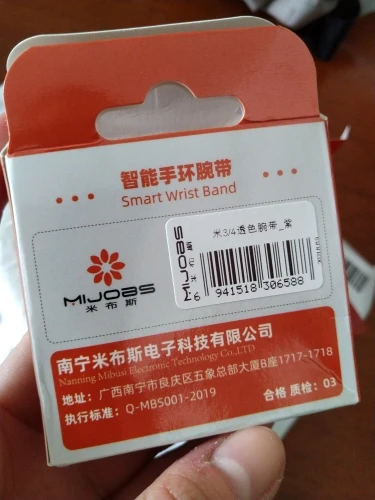 智能手环腕带
Smart Wrist Band
MIJOBS
米布斯
MIJOBS
米3/4透色腕带_紫
6 941518 306588
南宁米布斯电子科技有限公司
Nanning Mibusi Electronic Technology Co.,LTD
地址：广西南宁市良庆区五象总部大厦B座1717-1718
执行标准：Q-MBS001-2019
合格 质检：03